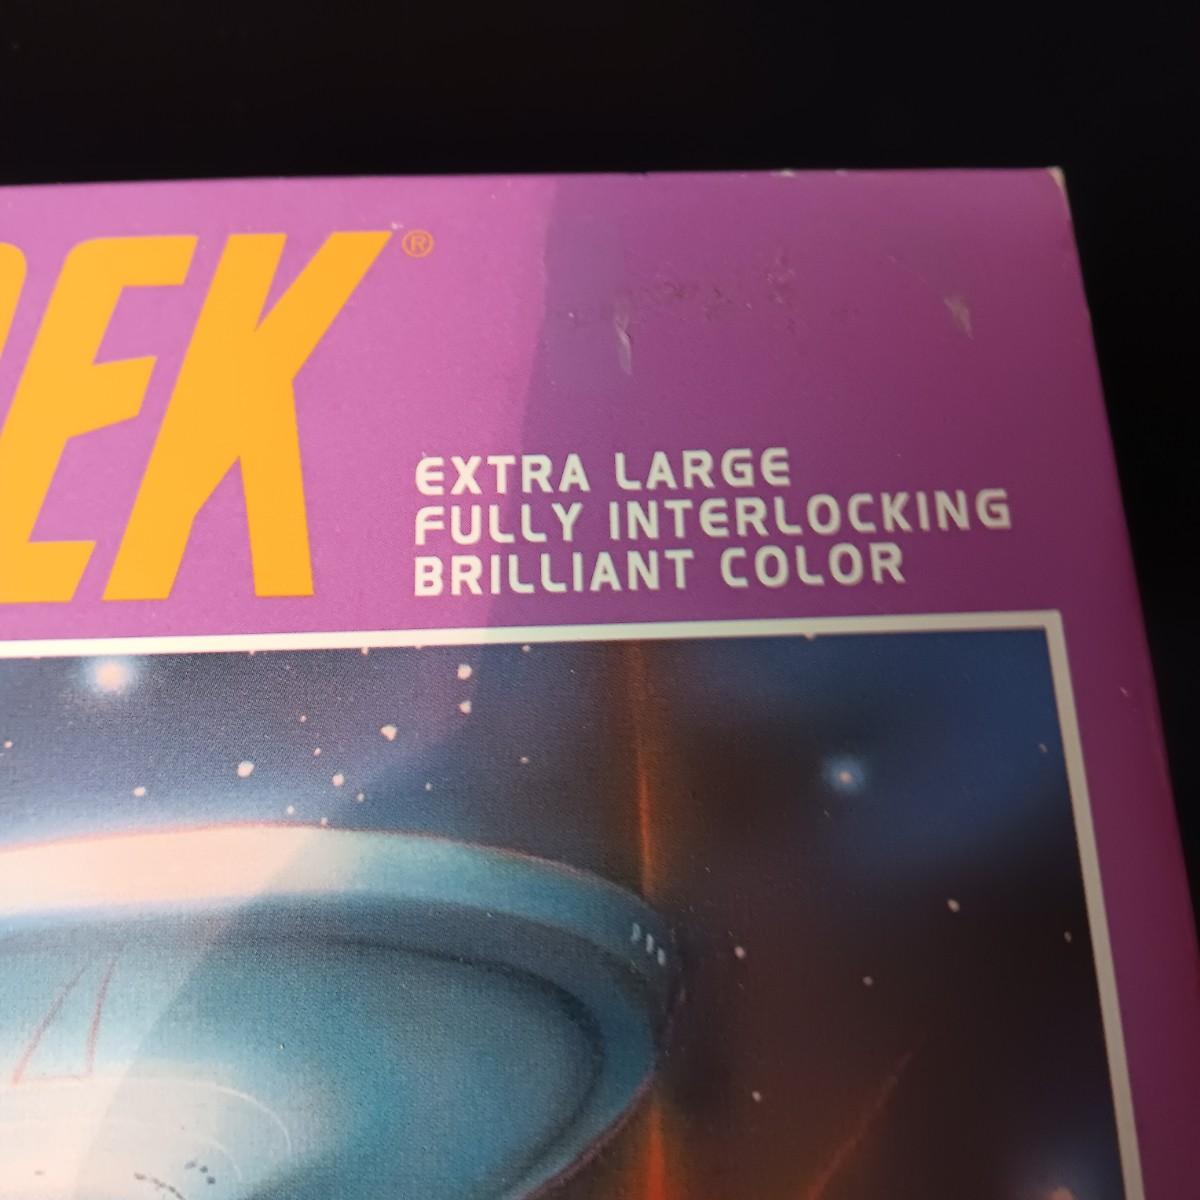 EK®
EXTRA LARGE
FULLY INTERLOCKING
BRILLIANT COLOR